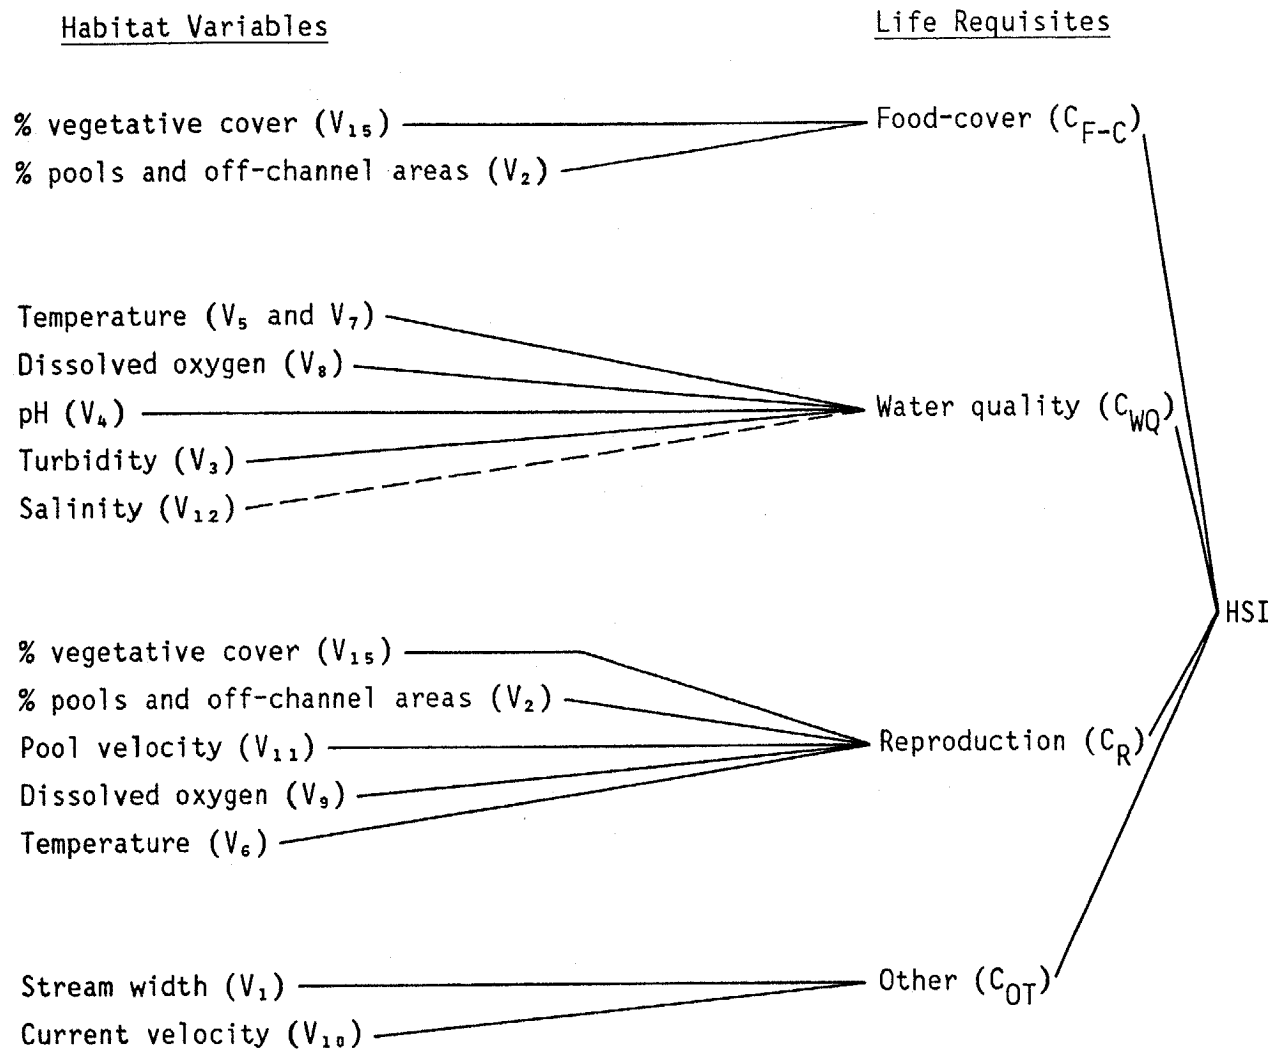 Habitat Variables Life Requisites
% vegetative cover (V₁₅) Food-cover (C_F-C)
% pools and off-channel areas (V₂)
Temperature (V₅ and V₇)
Dissolved oxygen (V₈)
pH (V₄) Water quality (C_WQ)
Turbidity (V₃)
Salinity (V₁₂)
HSI
% vegetative cover (V₁₅)
% pools and off-channel areas (V₂)
Pool velocity (V₁₁) Reproduction (C_R)
Dissolved oxygen (V₉)
Temperature (V₆)
Stream width (V₁) Other (C_OT)
Current velocity (V₁₀)